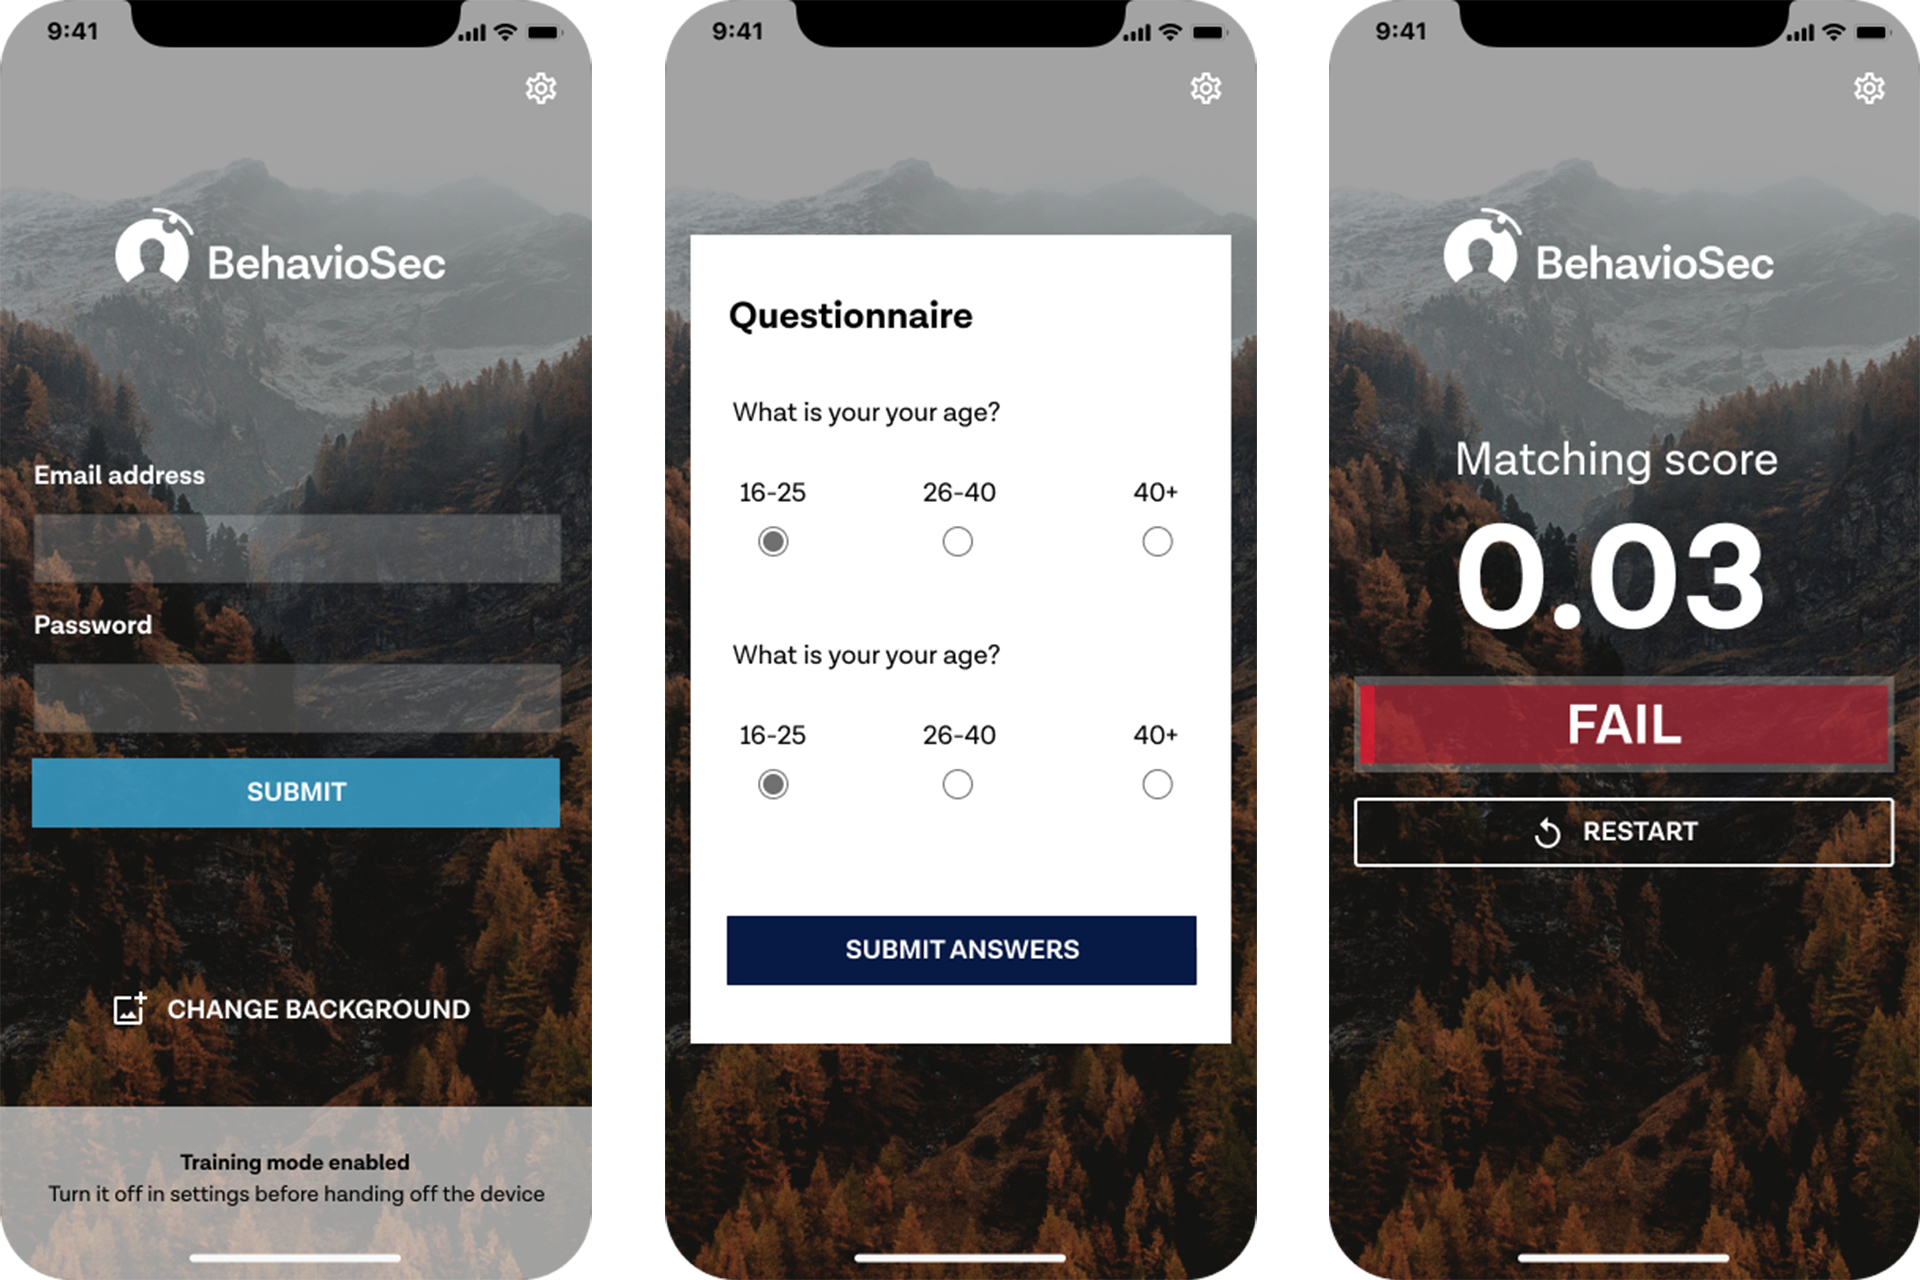 9:41
BehavioSec
Email address
Password
SUBMIT
CHANGE BACKGROUND
Training mode enabled
Turn it off in settings before handing off the device
9:41
Questionnaire
What is your your age?
16-25 26-40 40+
What is your your age?
16-25 26-40 40+
SUBMIT ANSWERS
9:41
BehavioSec
Matching score
0.03
FAIL
RESTART